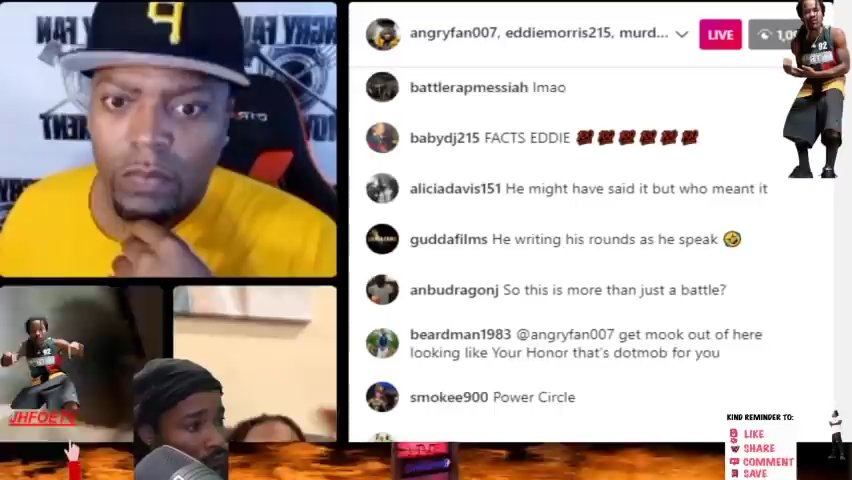 angryfan007, eddiemorris215, murd...
LIVE
battlerapmessiah lmao
babydj215 FACTS EDDIE 💯💯💯💯💯💯
aliciadavis151 He might have said it but who meant it
guddafilms He writing his rounds as he speak 🤣
anbudragonj So this is more than just a battle?
beardman1983 @angryfan007 get mook out of here
looking like Your Honor that's dotmob for you
smokee900 Power Circle
JHFOETV
KIND REMINDER TO:
LIKE
SHARE
COMMENT
SAVE